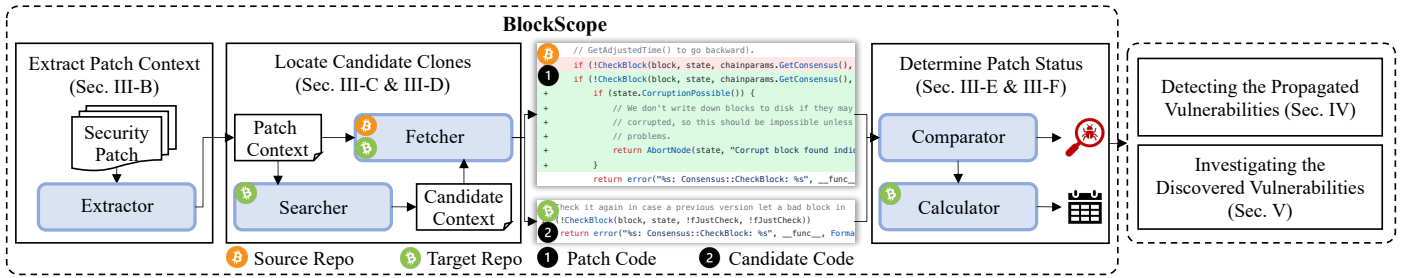 BlockScope
Extract Patch Context
(Sec. III-B)
Security
Patch
Extractor
Locate Candidate Clones
(Sec. III-C & III-D)
Patch
Context
Fetcher
Searcher
Candidate
Context
// GetAdjustedTime() to go backward).
if (!CheckBlock(block, state, chainparams.GetConsensus(),
1
if (!CheckBlock(block, state, chainparams.GetConsensus(),
+ if (state.CorruptionPossible()) {
+ // We don't write down blocks to disk if they may
+ // corrupted, so this should be impossible unless
+ // problems.
+ return AbortNode(state, "Corrupt block found indic
+ }
return error("%s: Consensus::CheckBlock: %s", __func_
Check it again in case a previous version let a bad block in
(!CheckBlock(block, state, !fJustCheck, !fJustCheck))
2
return error("%s: Consensus::CheckBlock: %s", __func__, Forma
Determine Patch Status
(Sec. III-E & III-F)
Comparator
Calculator
Detecting the Propagated
Vulnerabilities (Sec. IV)
Investigating the
Discovered Vulnerabilities
(Sec. V)
Source Repo
Target Repo
1 Patch Code
2 Candidate Code